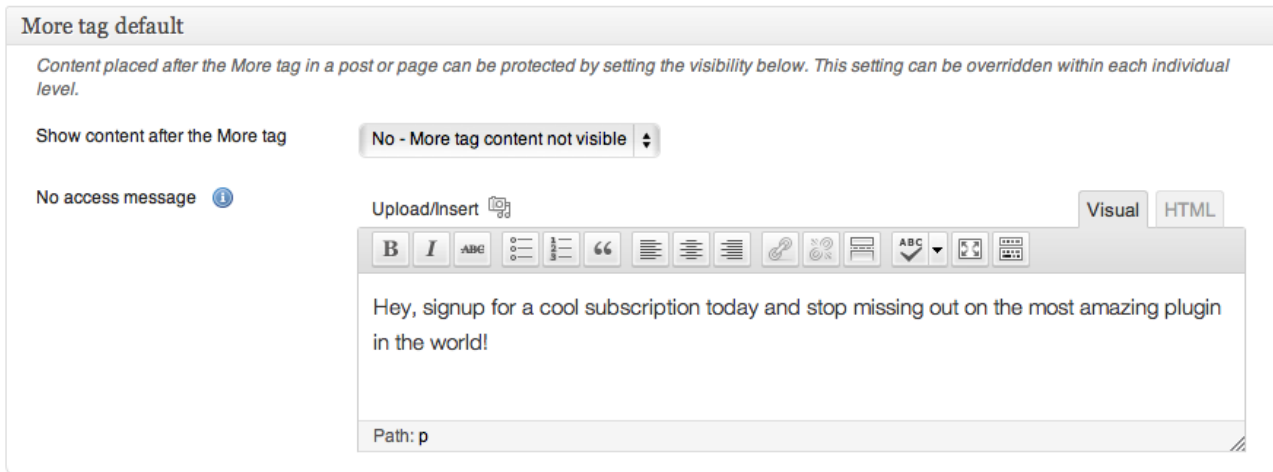 More tag default
Content placed after the More tag in a post or page can be protected by setting the visibility below. This setting can be overridden within each individual
level.
Show content after the More tag
No - More tag content not visible
No access message
Upload/Insert
Visual
HTML
B I ABC 1 2 3 ABC
Hey, signup for a cool subscription today and stop missing out on the most amazing plugin
in the world!
Path: p